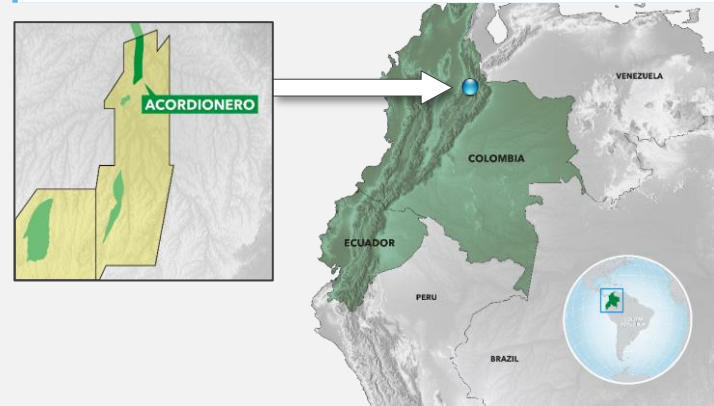 ACORDIONERO
VENEZUELA
COLOMBIA
ECUADOR
PERU
BRAZIL